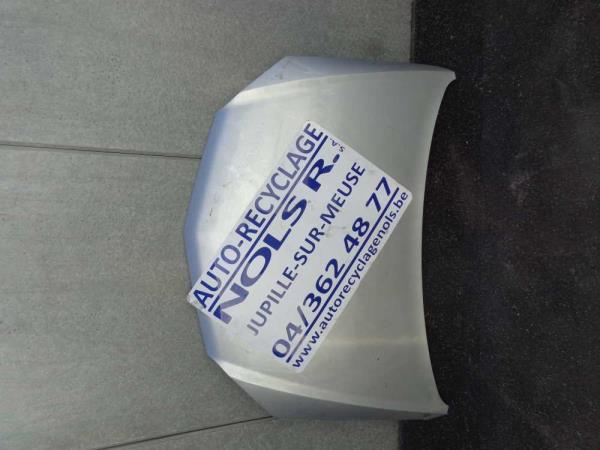 AUTO-RECYCLAGE
NOLS R. S.A.
JUPILLE-SUR-MEUSE
04/362 48 77
www.autorecyclagenols.be